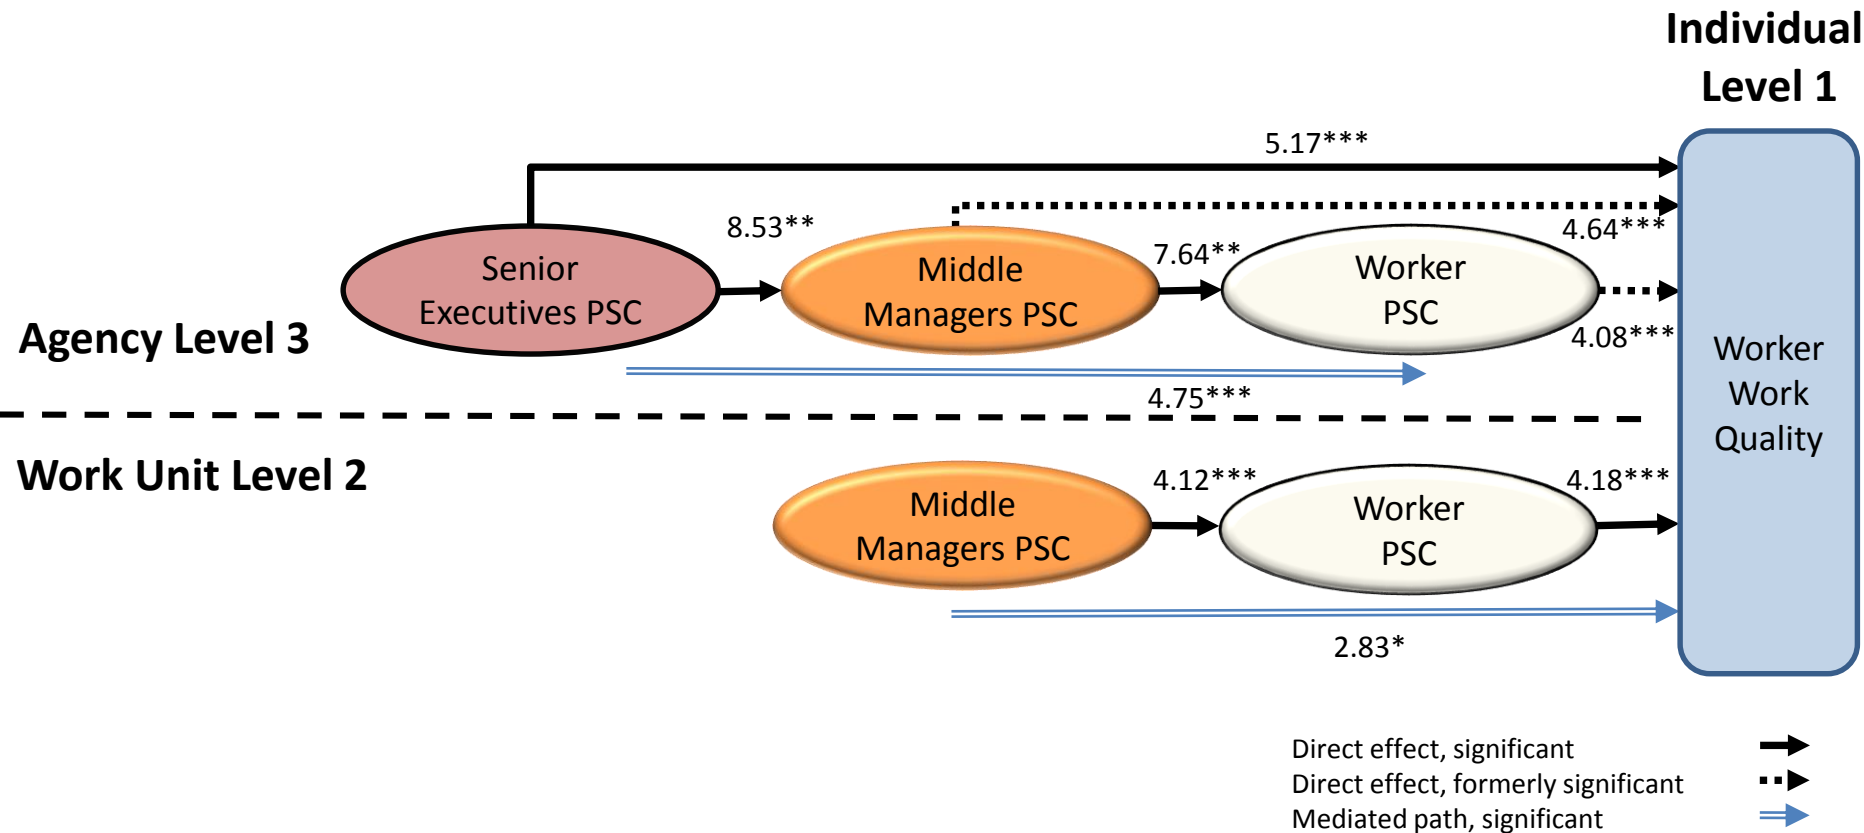 Individual
Level 1
5.17***
8.53**
4.64***
7.64**
Senior
Executives PSC
Middle
Managers PSC
Worker
PSC
4.08***
Agency Level 3
4.75***
Worker
Work
Quality
Work Unit Level 2
4.12***
4.18***
Middle
Managers PSC
Worker
PSC
2.83*
Direct effect, significant
Direct effect, formerly significant
Mediated path, significant